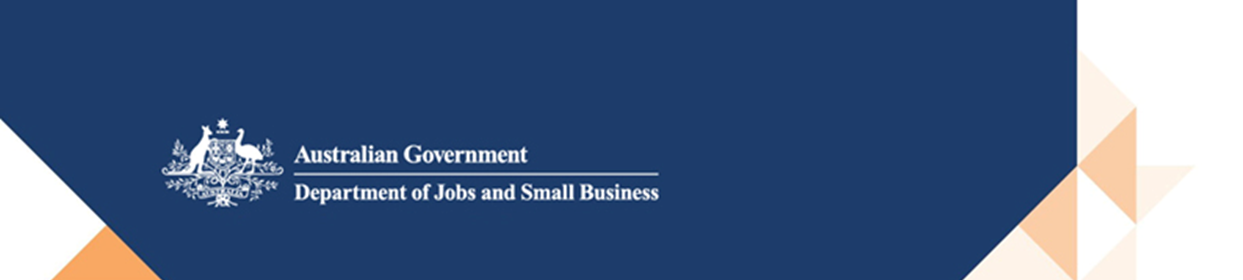 Australian Government
Department of Jobs and Small Business